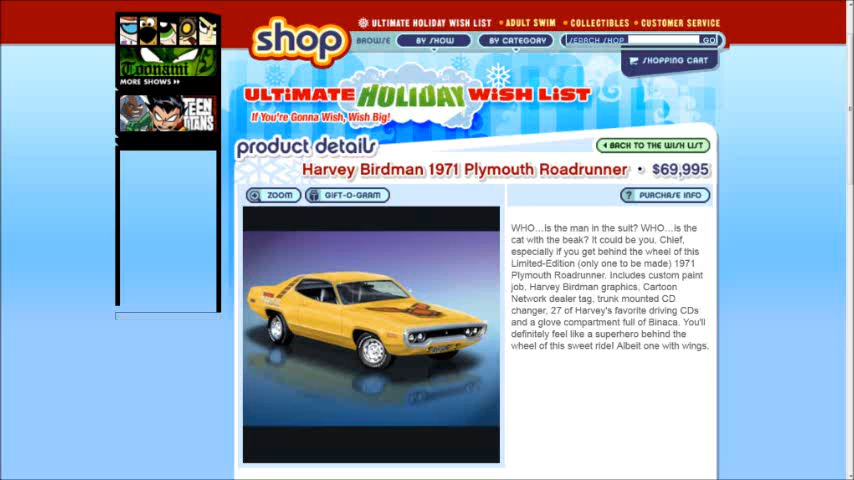 ULTIMATE HOLIDAY WISH LIST • ADULT SWIM • COLLECTIBLES • CUSTOMER SERVICE
shop
BROWSE BY SHOW BY CATEGORY SEARCH SHOP GO
SHOPPING CART
Toonami
MORE SHOWS
TEEN TITANS
ULTIMATE HOLIDAY WISH LIST
If You're Gonna Wish, Wish Big!
product details
BACK TO THE WISH LIST
Harvey Birdman 1971 Plymouth Roadrunner • $69,995
ZOOM GIFT-O-GRAM ? PURCHASE INFO
WHO...is the man in the suit? WHO...is the
cat with the beak? It could be you. Chief,
especially if you get behind the wheel of this
Limited-Edition (only one to be made) 1971
Plymouth Roadrunner. Includes custom paint
job, Harvey Birdman graphics, Cartoon
Network dealer tag, trunk mounted CD
changer, 27 of Harvey's favorite driving CDs
and a glove compartment full of Binaca. You'll
definitely feel like a superhero behind the
wheel of this sweet ride! Albeit one with wings.